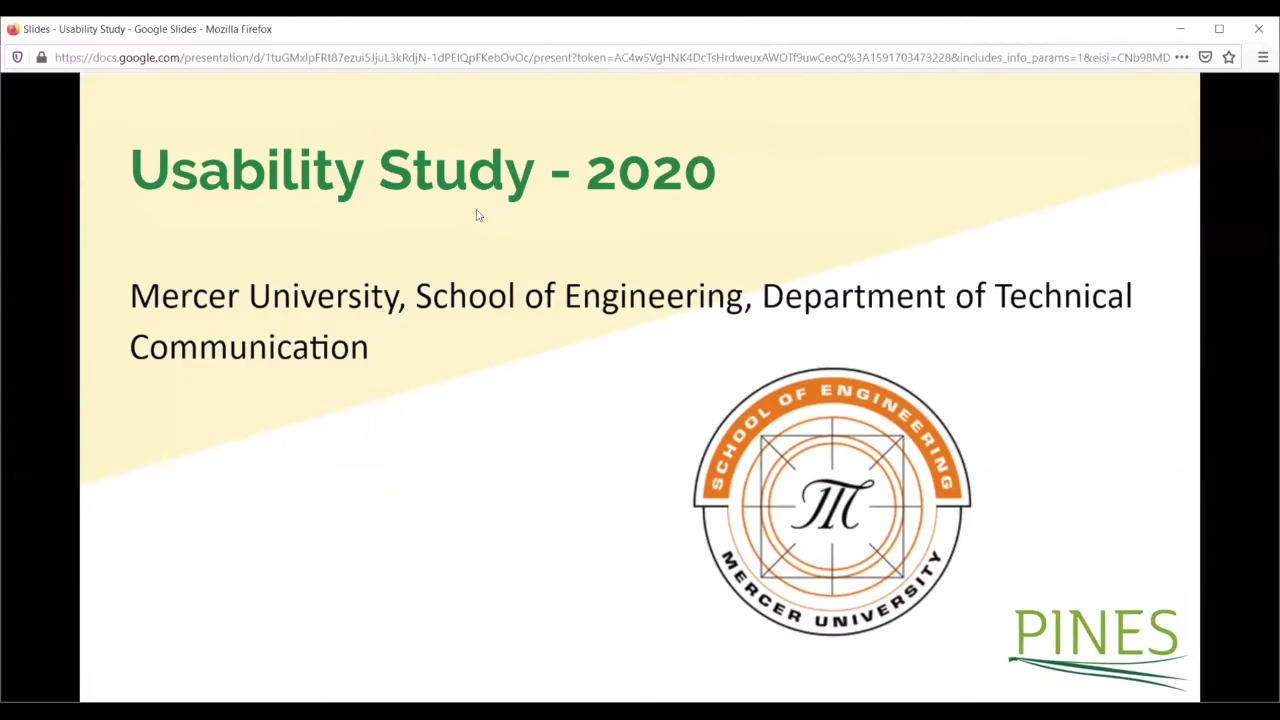 Slides - Usability Study - Google Slides - Mozilla Firefox
https://docs.google.com/presentation/d/1tuGMxlpFRt87ezui5JjuL3kRdjN-1dPEIQpFKebOvOc/present?token=AC4w5VgHNK4DcTsHrdweuxAWOTf9uwCeoQ%3A1591703473228&includes_info_params=1&eisi=CNb98MD
Usability Study - 2020
Mercer University, School of Engineering, Department of Technical
Communication
SCHOOL OF ENGINEERING
m
MERCER UNIVERSITY
PINES